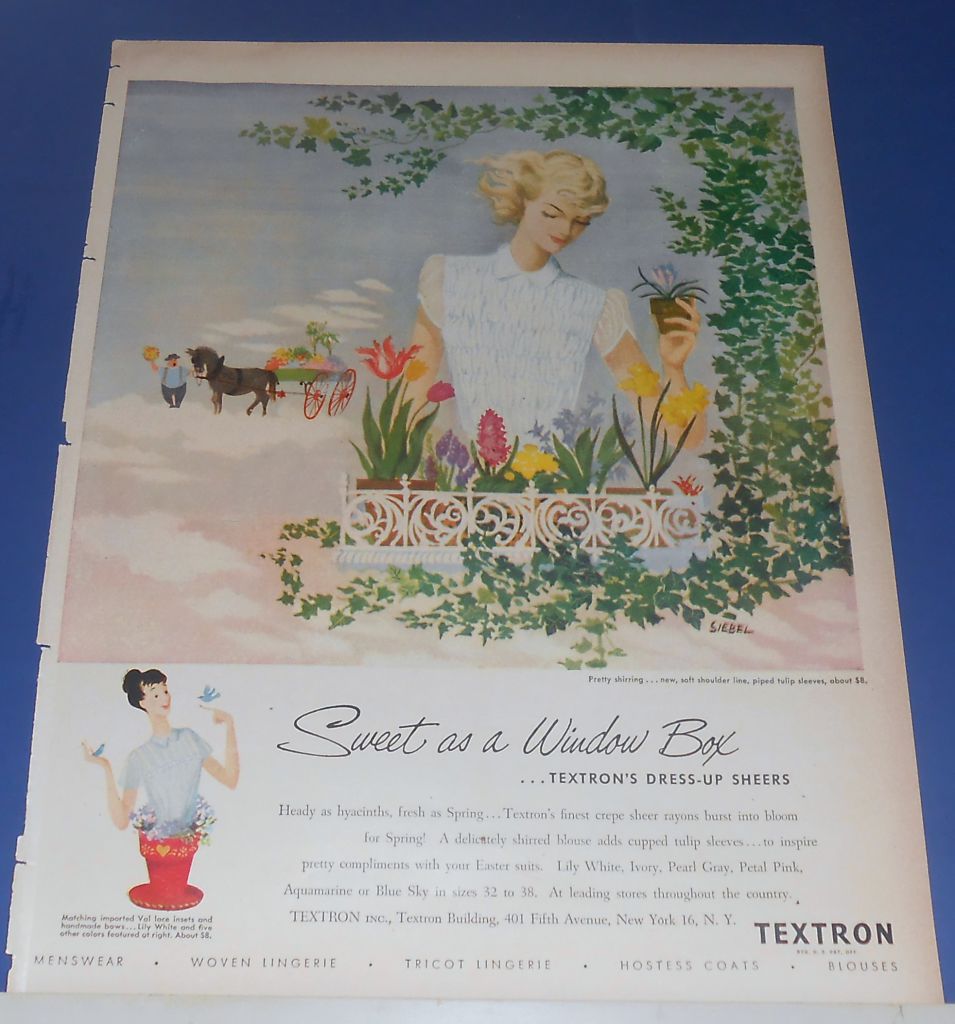 SIEBEL
Pretty shirring... new, soft shoulder line, piped tulip sleeves, about $8.
Sweet as a Window Box
...TEXTRON'S DRESS-UP SHEERS
Heady as hyacinths, fresh as Spring...Textron's finest crepe sheer rayons burst into bloom
for Spring! A delicately shirred blouse adds cupped tulip sleeves...to inspire
pretty compliments with your Easter suits. Lily White, Ivory, Pearl Gray, Petal Pink,
Aquamarine or Blue Sky in sizes 32 to 38. At leading stores throughout the country.
TEXTRON INC., Textron Building, 401 Fifth Avenue, New York 16, N. Y.
Matching imported Val lace insets and
handmade bows...Lily White and five
other colors featured at right. About $8.
TEXTRON
REG. U. S. PAT. OFF.
MENSWEAR • WOVEN LINGERIE • TRICOT LINGERIE • HOSTESS COATS • BLOUSES